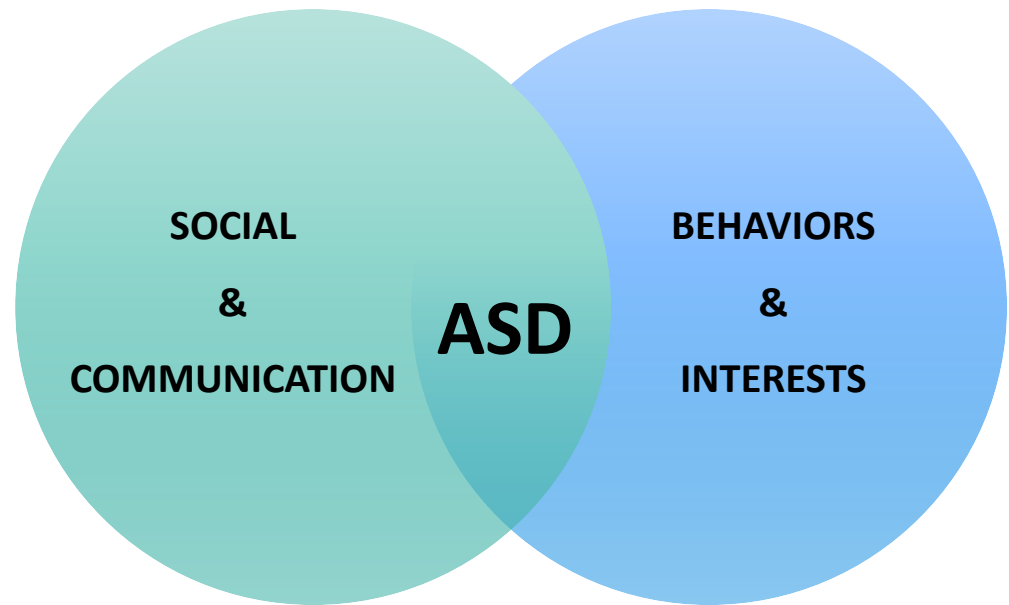 SOCIAL
&
COMMUNICATION
ASD
BEHAVIORS
&
INTERESTS